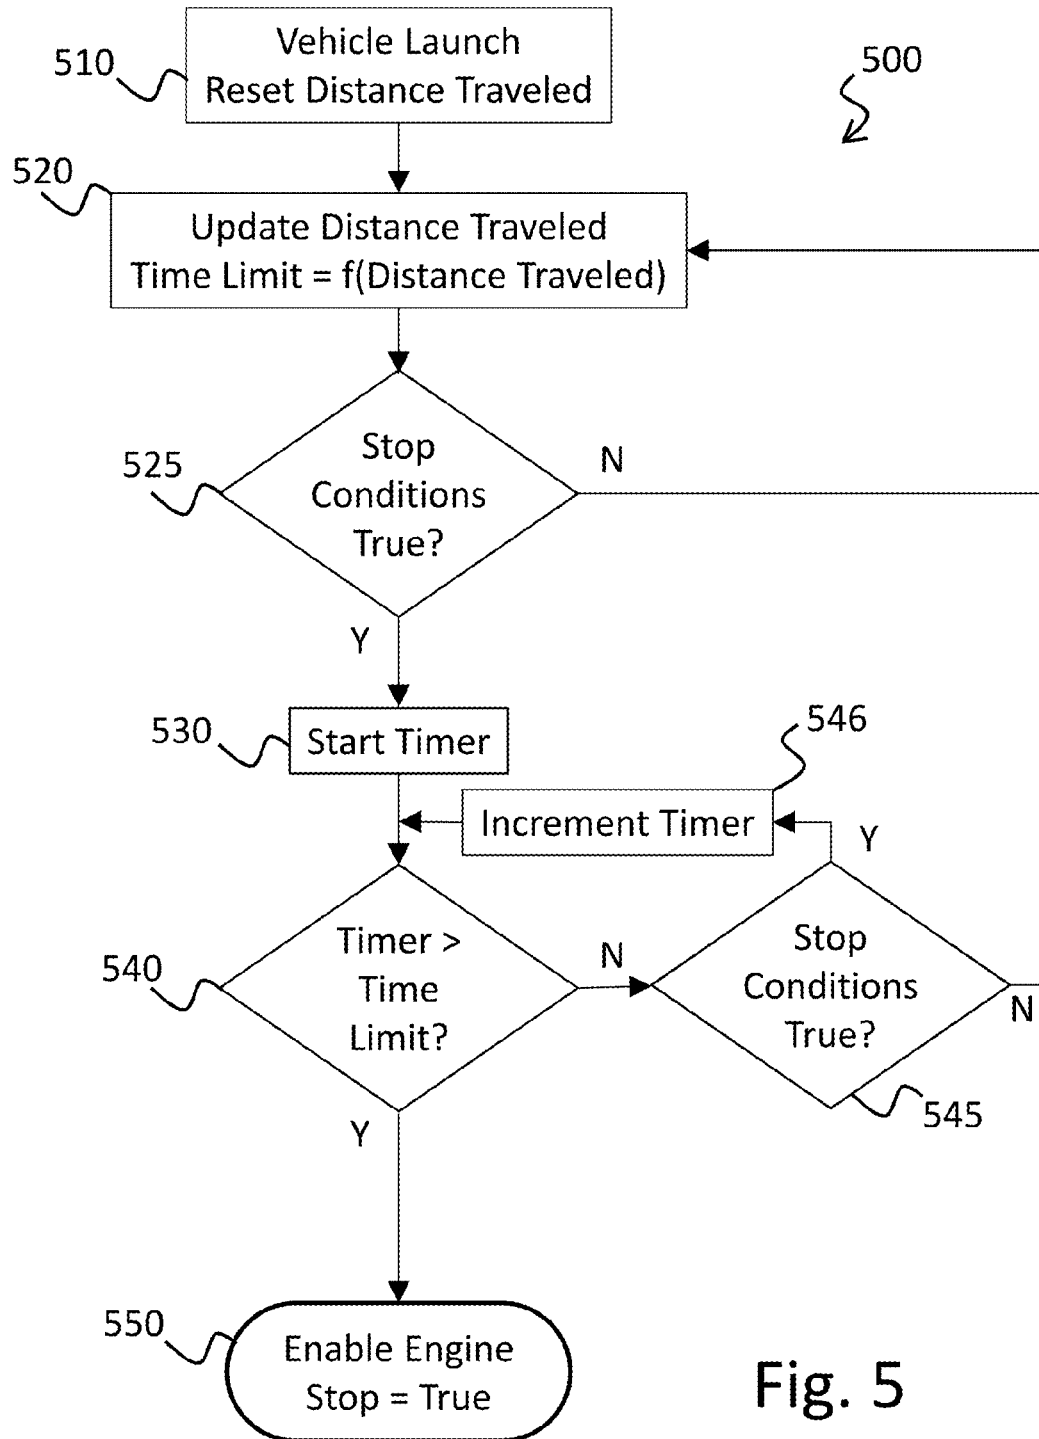 Vehicle Launch
Reset Distance Traveled
510
500
520
Update Distance Traveled
Time Limit = f(Distance Traveled)
525
Stop
Conditions
True?
N
Y
530
Start Timer
546
Increment Timer
Y
540
Timer >
Time
Limit?
N
Stop
Conditions
True?
N
545
Y
550
Enable Engine
Stop = True
Fig. 5